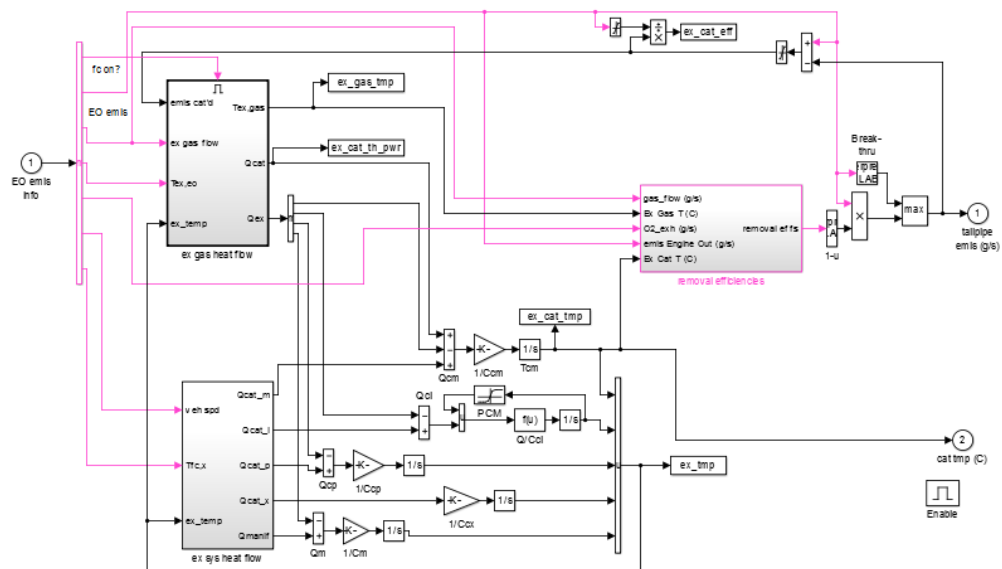 ex_cat_eff
fc on?
EO emis
emis cat'd
ex gas flow
Tex,eo
ex_temp
Tex,gas
Qcat
Qex
ex gas heat flow
ex_gas_tmp
ex_cat_th_pwr
1
EO emis
info
gas_flow (g/s)
Ex Gas T (C)
O2_exh (g/s)
emis Engine Out (g/s)
Ex Cat T (C)
removal effs
removal efficiencies
Break-
thru
1-u
max
1
tailpipe
emis (g/s)
Qcm
-K-
1/Ccm
1/s
Tcm
ex_cat_tmp
veh spd
Tfc,x
ex_temp
Qcat_m
Qcat_i
Qcat_p
Qcat_x
Qmanif
ex sys heat flow
Qci
PCM
f(u)
Q/Cci
1/s
Qcp
-K-
1/Ccp
1/s
-K-
1/Ccx
1/s
Qm
-K-
1/Cm
1/s
ex_tmp
2
cat tmp (C)
Enable